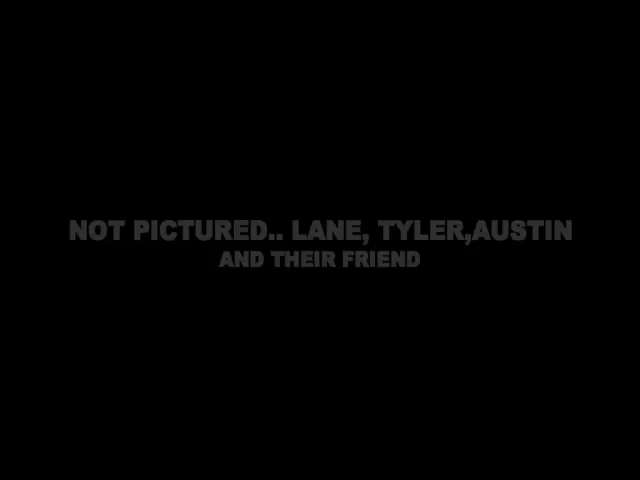 NOT PICTURED.. LANE, TYLER,AUSTIN
AND THEIR FRIEND